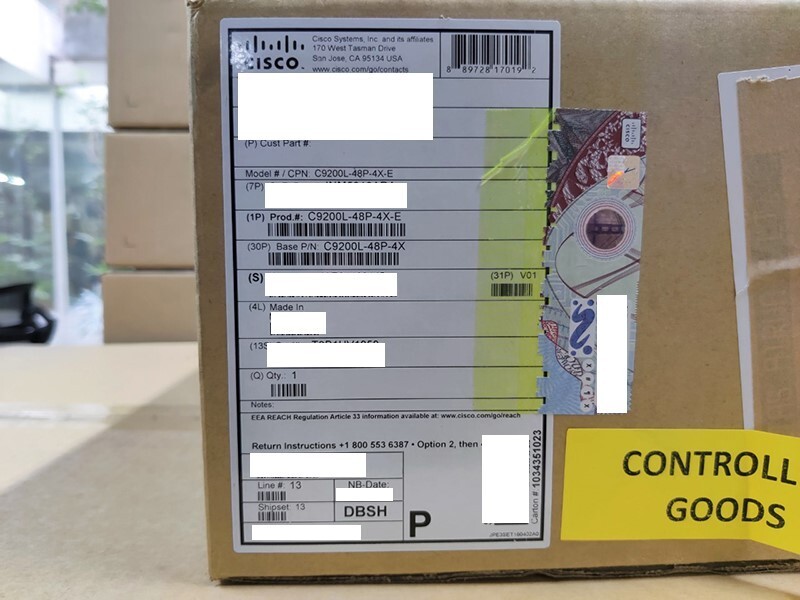 CISCO
Cisco Systems, Inc. and its affiliates
170 West Tasman Drive
San Jose, CA 95134 USA
www.cisco.com/go/contacts
8 89728 17019 2
(P) Cust Part #:
Model # / CPN: C9200L-48P-4X-E
(7P)
(1P) Prod.#: C9200L-48P-4X-E
(30P) Base P/N: C9200L-48P-4X
(S)
(31P) V01
(4L) Made In
(13S
(Q) Qty.: 1
Notes:
EEA REACH Regulation Article 33 information available at: www.cisco.com/go/reach
Return Instructions +1 800 553 6387 • Option 2, then
Line #: 13
NB-Date:
Shipset: 13
DBSH
P
Carton # 1034351023
CISCO
CONTROLL
GOODS